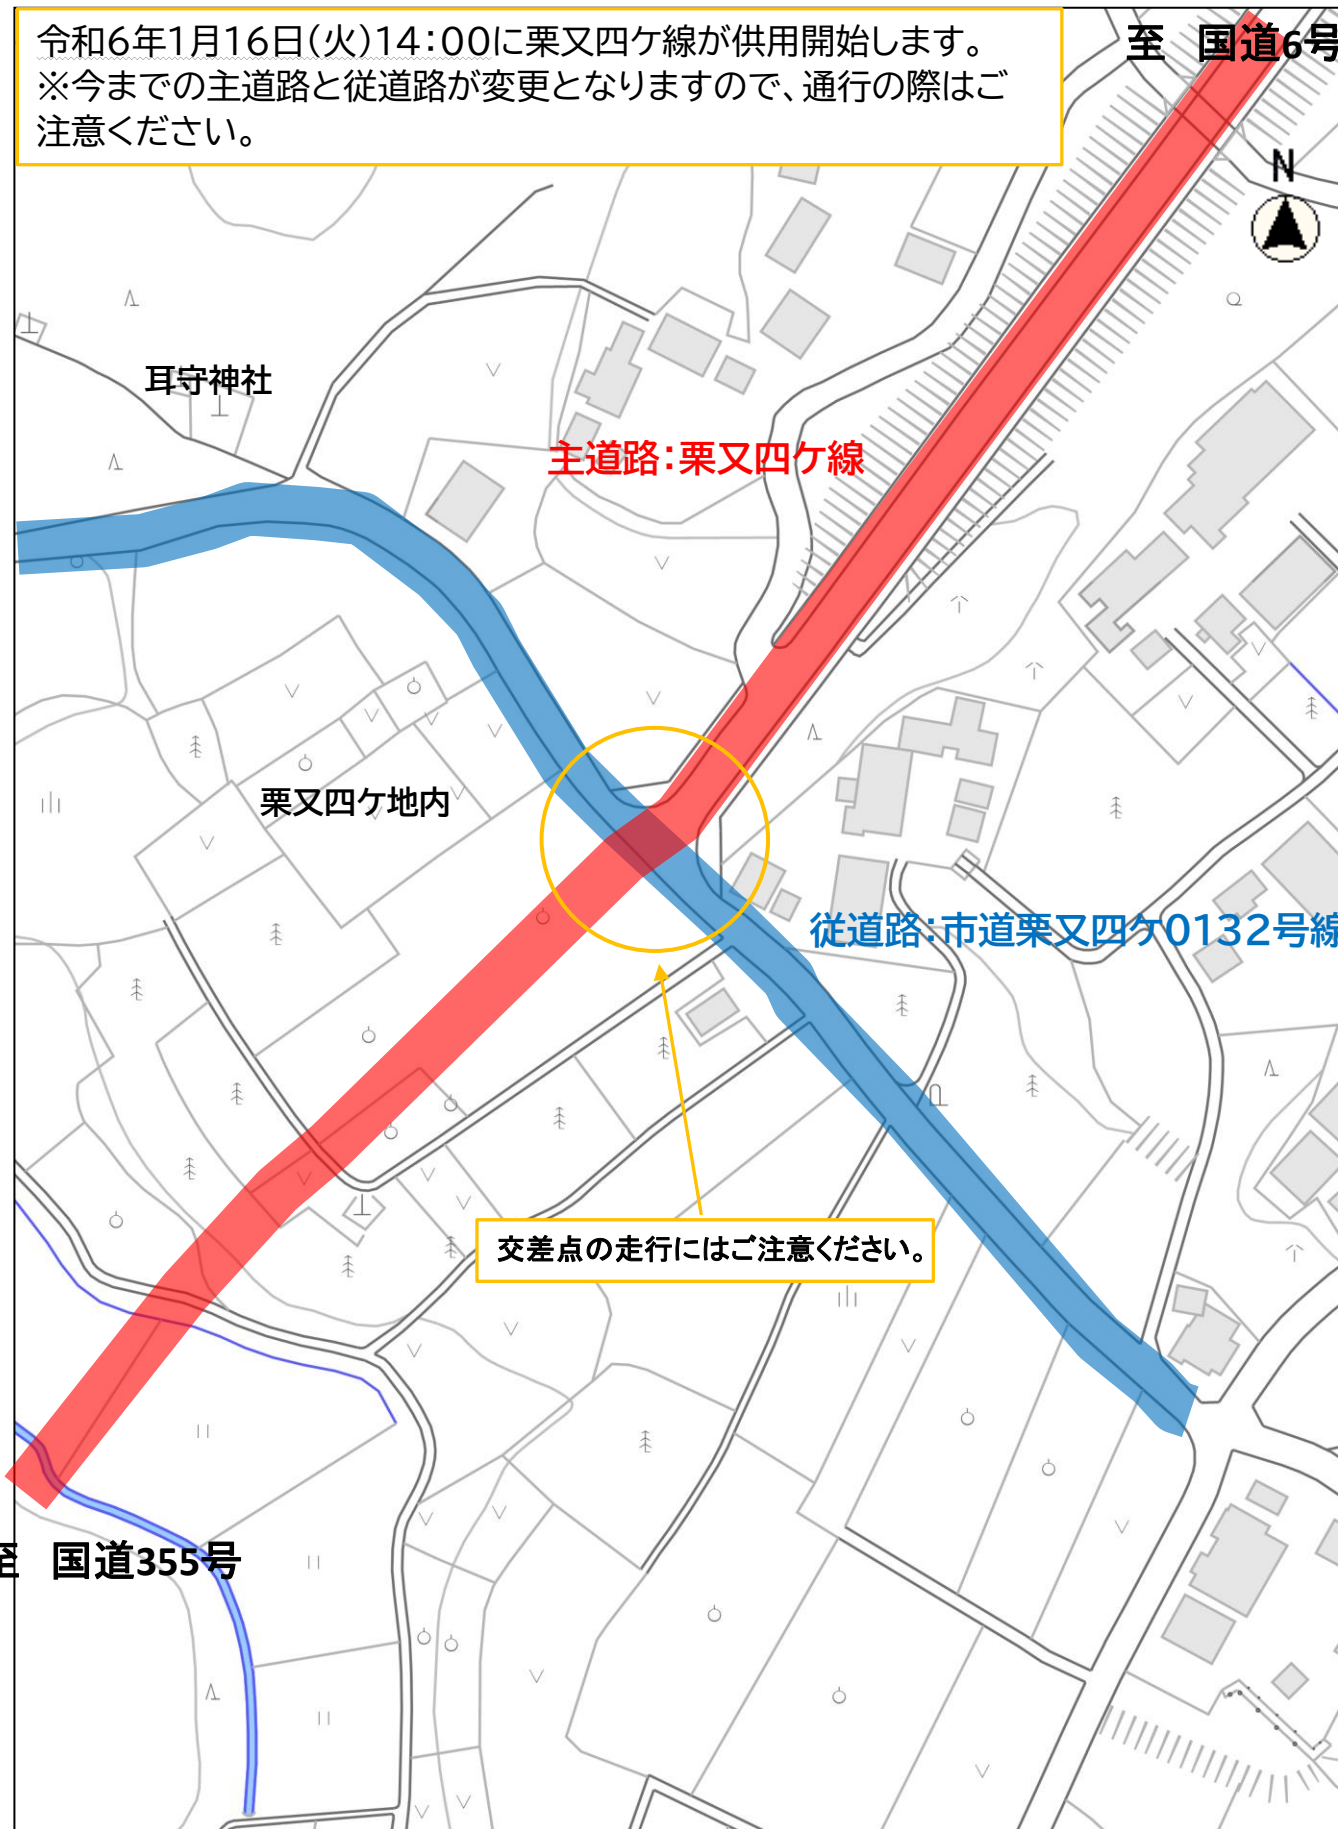 令和6年1月16日(火)14:00に栗又四ケ線が供用開始します。
※今までの主道路と従道路が変更となりますので、通行の際はご
注意ください。
至　国道6号
N
耳守神社
主道路:栗又四ケ線
栗又四ケ地内
従道路:市道栗又四ケ0132号線
交差点の走行にはご注意ください。
至　国道355号